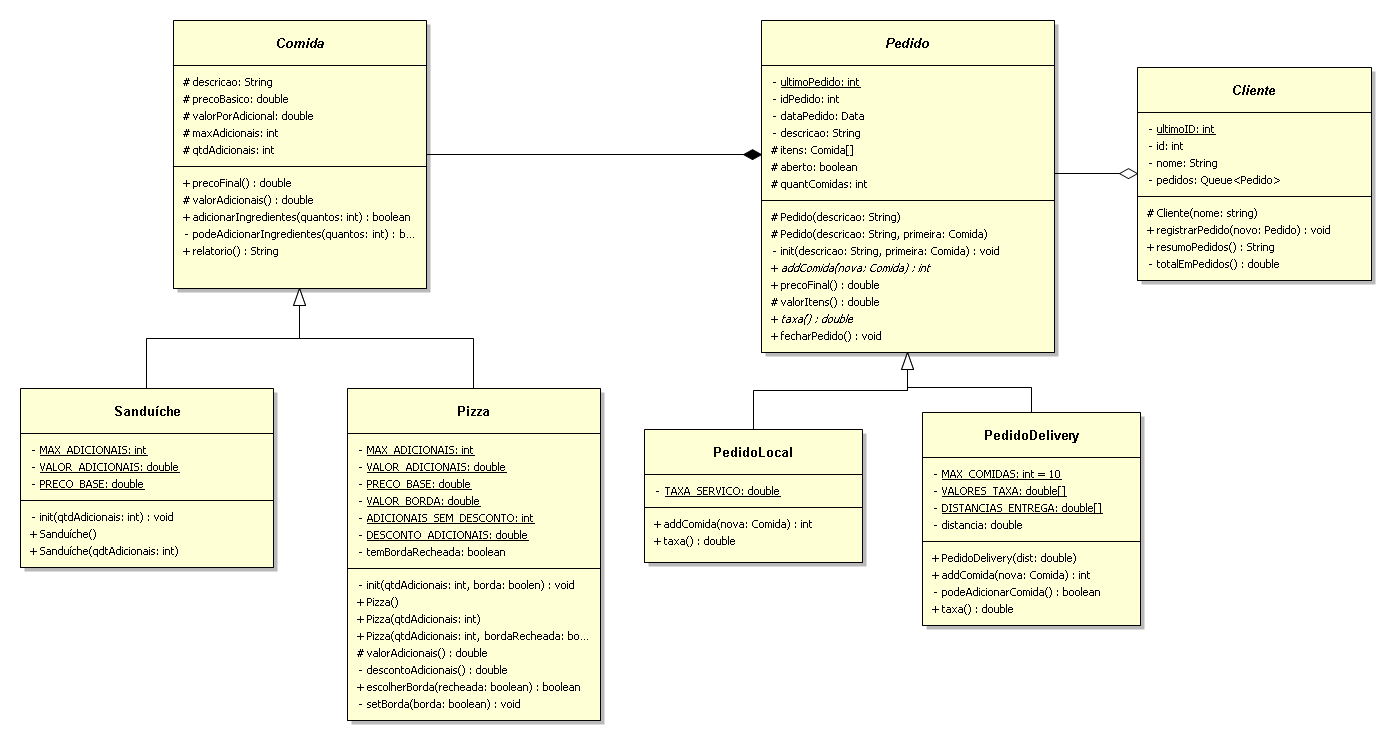 Comida
# descricao: String
# precoBasico: double
# valorPorAdicional: double
# maxAdicionais: int
# qtdAdicionais: int
+ precoFinal() : double
# valorAdicionais() : double
+ adicionarIngredientes(quantos: int) : boolean
- podeAdicionarIngredientes(quantos: int) : b...
+ relatorio() : String
Pedido
- ultimoPedido: int
- idPedido: int
- dataPedido: Data
- descricao: String
# itens: Comida[]
# aberto: boolean
# quantComidas: int
# Pedido(descricao: String)
# Pedido(descricao: String, primeira: Comida)
- init(descricao: String, primeira: Comida) : void
+ addComida(nova: Comida) : int
+ precoFinal() : double
# valorItens() : double
+ taxa() : double
+ fecharPedido() : void
Cliente
- ultimoID: int
- id: int
- nome: String
- pedidos: Queue<Pedido>
# Cliente(nome: string)
+ registrarPedido(novo: Pedido) : void
+ resumoPedidos() : String
- totalEmPedidos() : double
Sanduíche
- MAX_ADICIONAIS: int
- VALOR_ADICIONAIS: double
- PRECO_BASE: double
- init(qtdAdicionais: int) : void
+ Sanduíche()
+ Sanduíche(qdtAdicionais: int)
Pizza
- MAX_ADICIONAIS: int
- VALOR_ADICIONAIS: double
- PRECO_BASE: double
- VALOR_BORDA: double
- ADICIONAIS_SEM_DESCONTO: int
- DESCONTO_ADICIONAIS: double
- temBordaRecheada: boolean
- init(qtdAdicionais: int, borda: boolen) : void
+ Pizza()
+ Pizza(qtdAdicionais: int)
+ Pizza(qtdAdicionais: int, bordaRecheada: bo...
# valorAdicionais() : double
- descontoAdicionais() : double
+ escolherBorda(recheada: boolean) : boolean
- setBorda(borda: boolean) : void
PedidoLocal
- TAXA_SERVICO: double
+ addComida(nova: Comida) : int
+ taxa() : double
PedidoDelivery
- MAX_COMIDAS: int = 10
- VALORES_TAXA: double[]
- DISTANCIAS_ENTREGA: double[]
- distancia: double
+ PedidoDelivery(dist: double)
+ addComida(nova: Comida) : int
- podeAdicionarComida() : boolean
+ taxa() : double